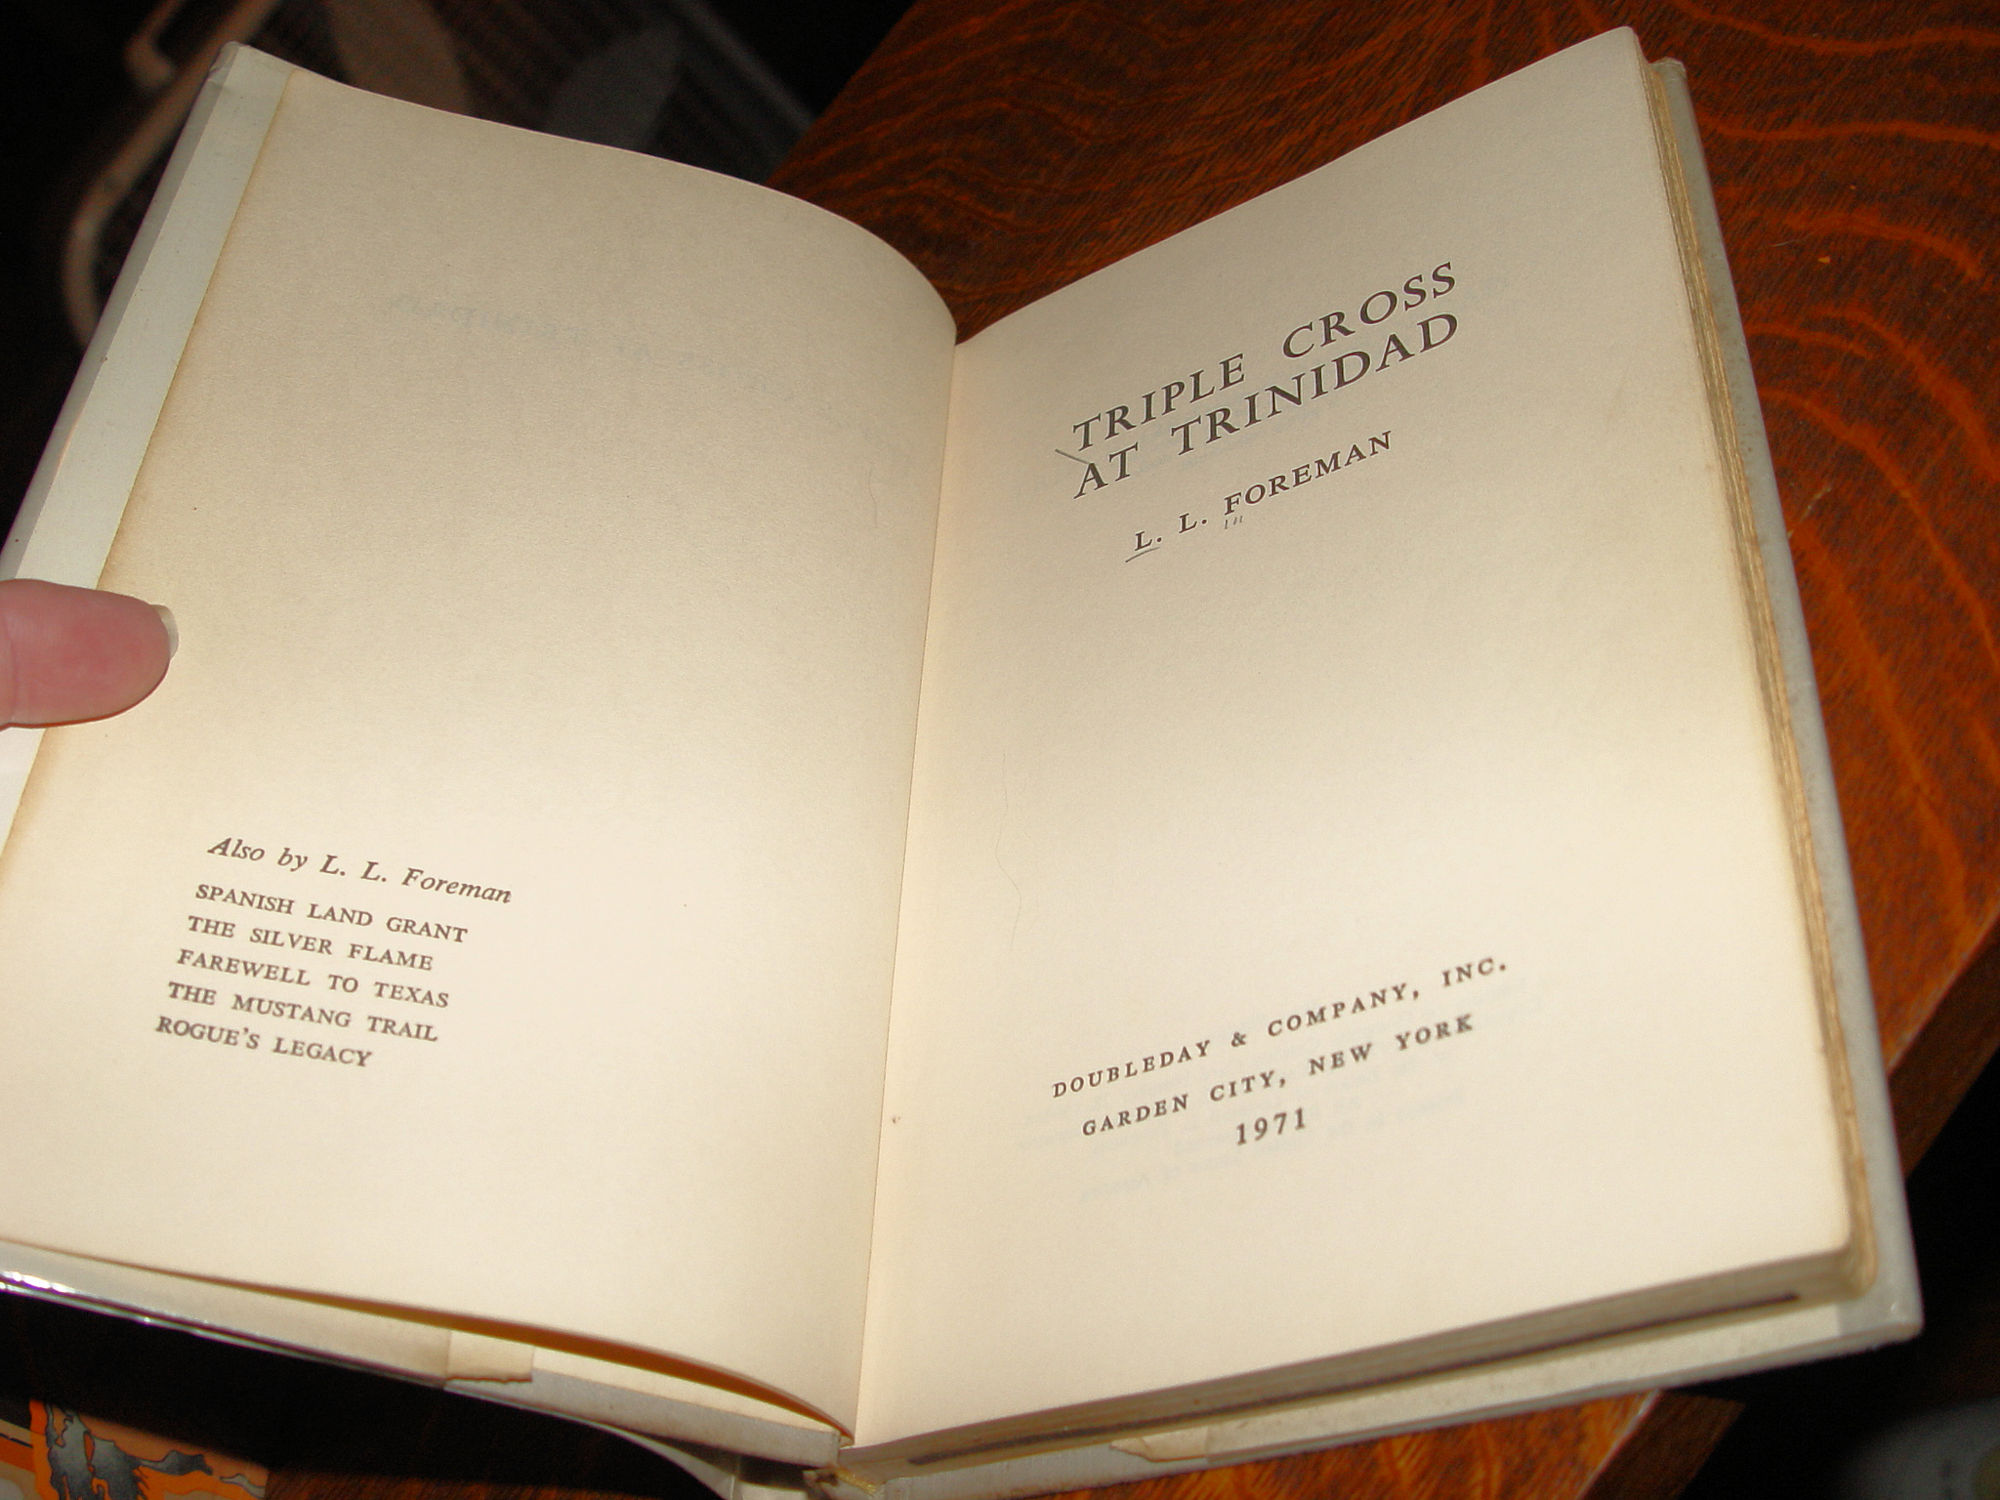 Also by L. L. Foreman
SPANISH LAND GRANT
THE SILVER FLAME
FAREWELL TO TEXAS
THE MUSTANG TRAIL
ROGUE'S LEGACY
TRIPLE CROSS
AT TRINIDAD
L. L. FOREMAN
DOUBLEDAY & COMPANY, INC.
GARDEN CITY, NEW YORK
1971